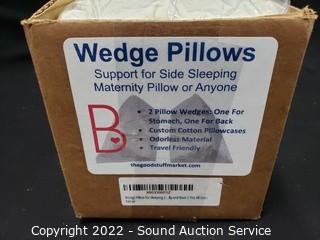 Wedge Pillows
Support for Side Sleeping
Maternity Pillow or Anyone
B
• 2 Pillow Wedges: One For
Stomach, One For Back
• Custom Cotton Pillowcases
• Odorless Material
• Travel Friendly
thegoodstuffmarket.com
Copyright 2022 - Sound Auction Service